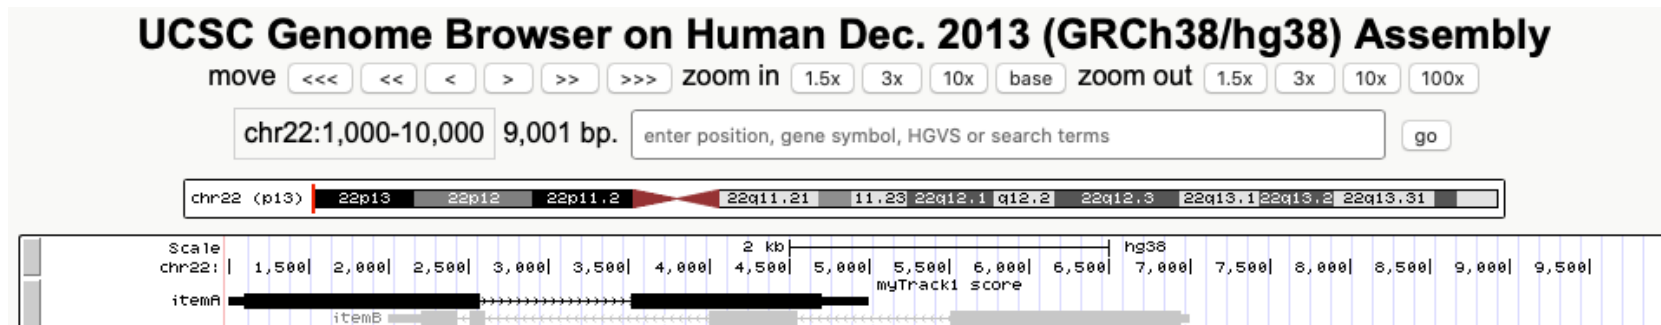 UCSC Genome Browser on Human Dec. 2013 (GRCh38/hg38) Assembly
move <<< << < > >> >>> zoom in 1.5x 3x 10x base zoom out 1.5x 3x 10x 100x
chr22:1,000-10,000 9,001 bp. enter position, gene symbol, HGVS or search terms go
chr22 (p13) 22p13 22p12 22p11.2 22q11.21 11.23 22q12.1 q12.2 22q12.3 22q13.1 22q13.2 22q13.31
Scale 2 kb hg38
chr22: 1,500 2,000 2,500 3,000 3,500 4,000 4,500 5,000 5,500 6,000 6,500 7,000 7,500 8,000 8,500 9,000 9,500
myTrack1 score
itemA
itemB